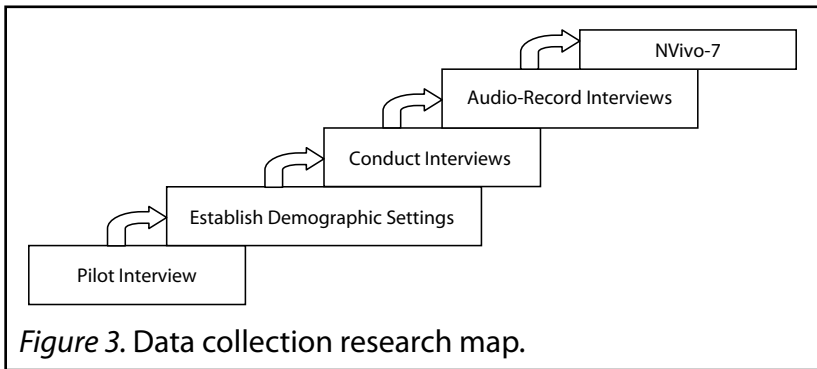 NVivo-7
Audio-Record Interviews
Conduct Interviews
Establish Demographic Settings
Pilot Interview
Figure 3. Data collection research map.